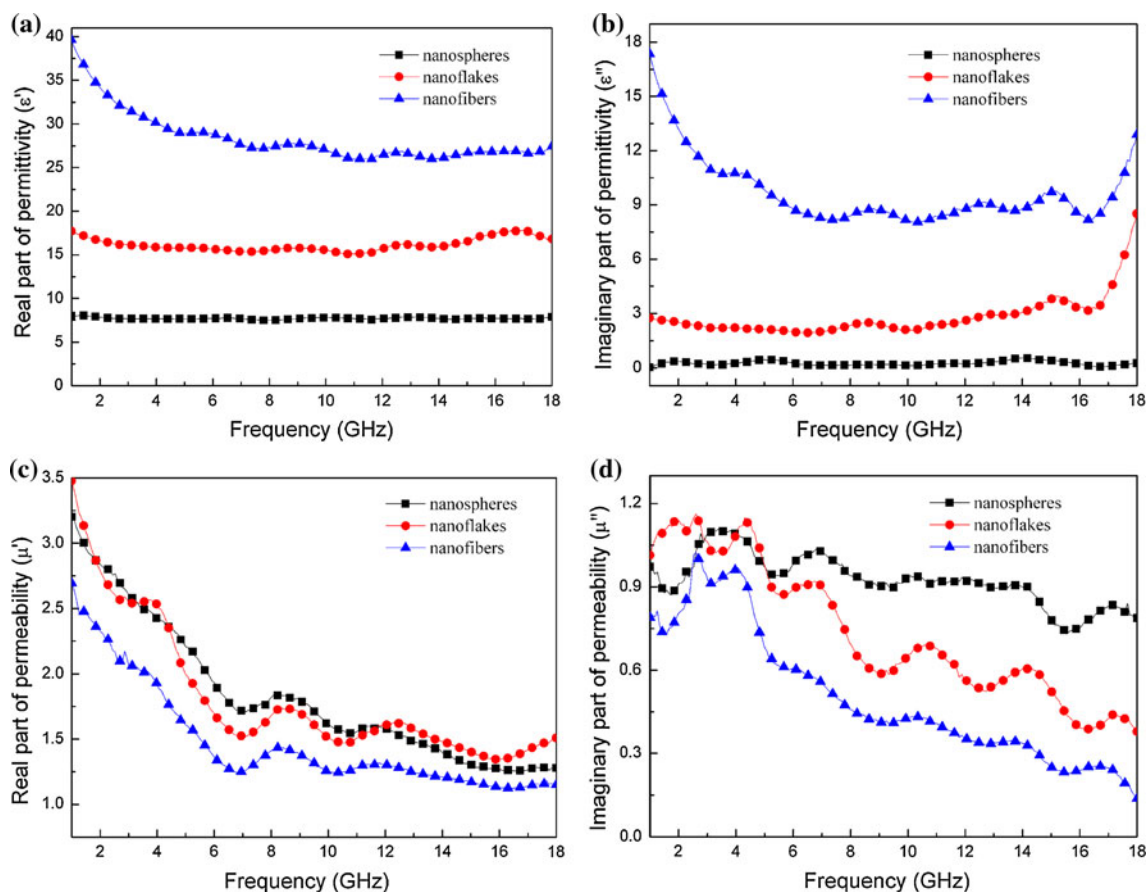 (a)
40
35
30
25
20
15
10
5
0
2 4 6 8 10 12 14 16 18
Real part of permittivity (ε')
Frequency (GHz)
nanospheres
nanoflakes
nanofibers
(b)
18
15
12
9
6
3
0
2 4 6 8 10 12 14 16 18
Imaginary part of permittivity (ε'')
Frequency (GHz)
nanospheres
nanoflakes
nanofibers
(c)
3.5
3.0
2.5
2.0
1.5
1.0
2 4 6 8 10 12 14 16 18
Real part of permeability (μ')
Frequency (GHz)
nanospheres
nanoflakes
nanofibers
(d)
1.2
0.9
0.6
0.3
0.0
2 4 6 8 10 12 14 16 18
Imaginary part of permeability (μ'')
Frequency (GHz)
nanospheres
nanoflakes
nanofibers